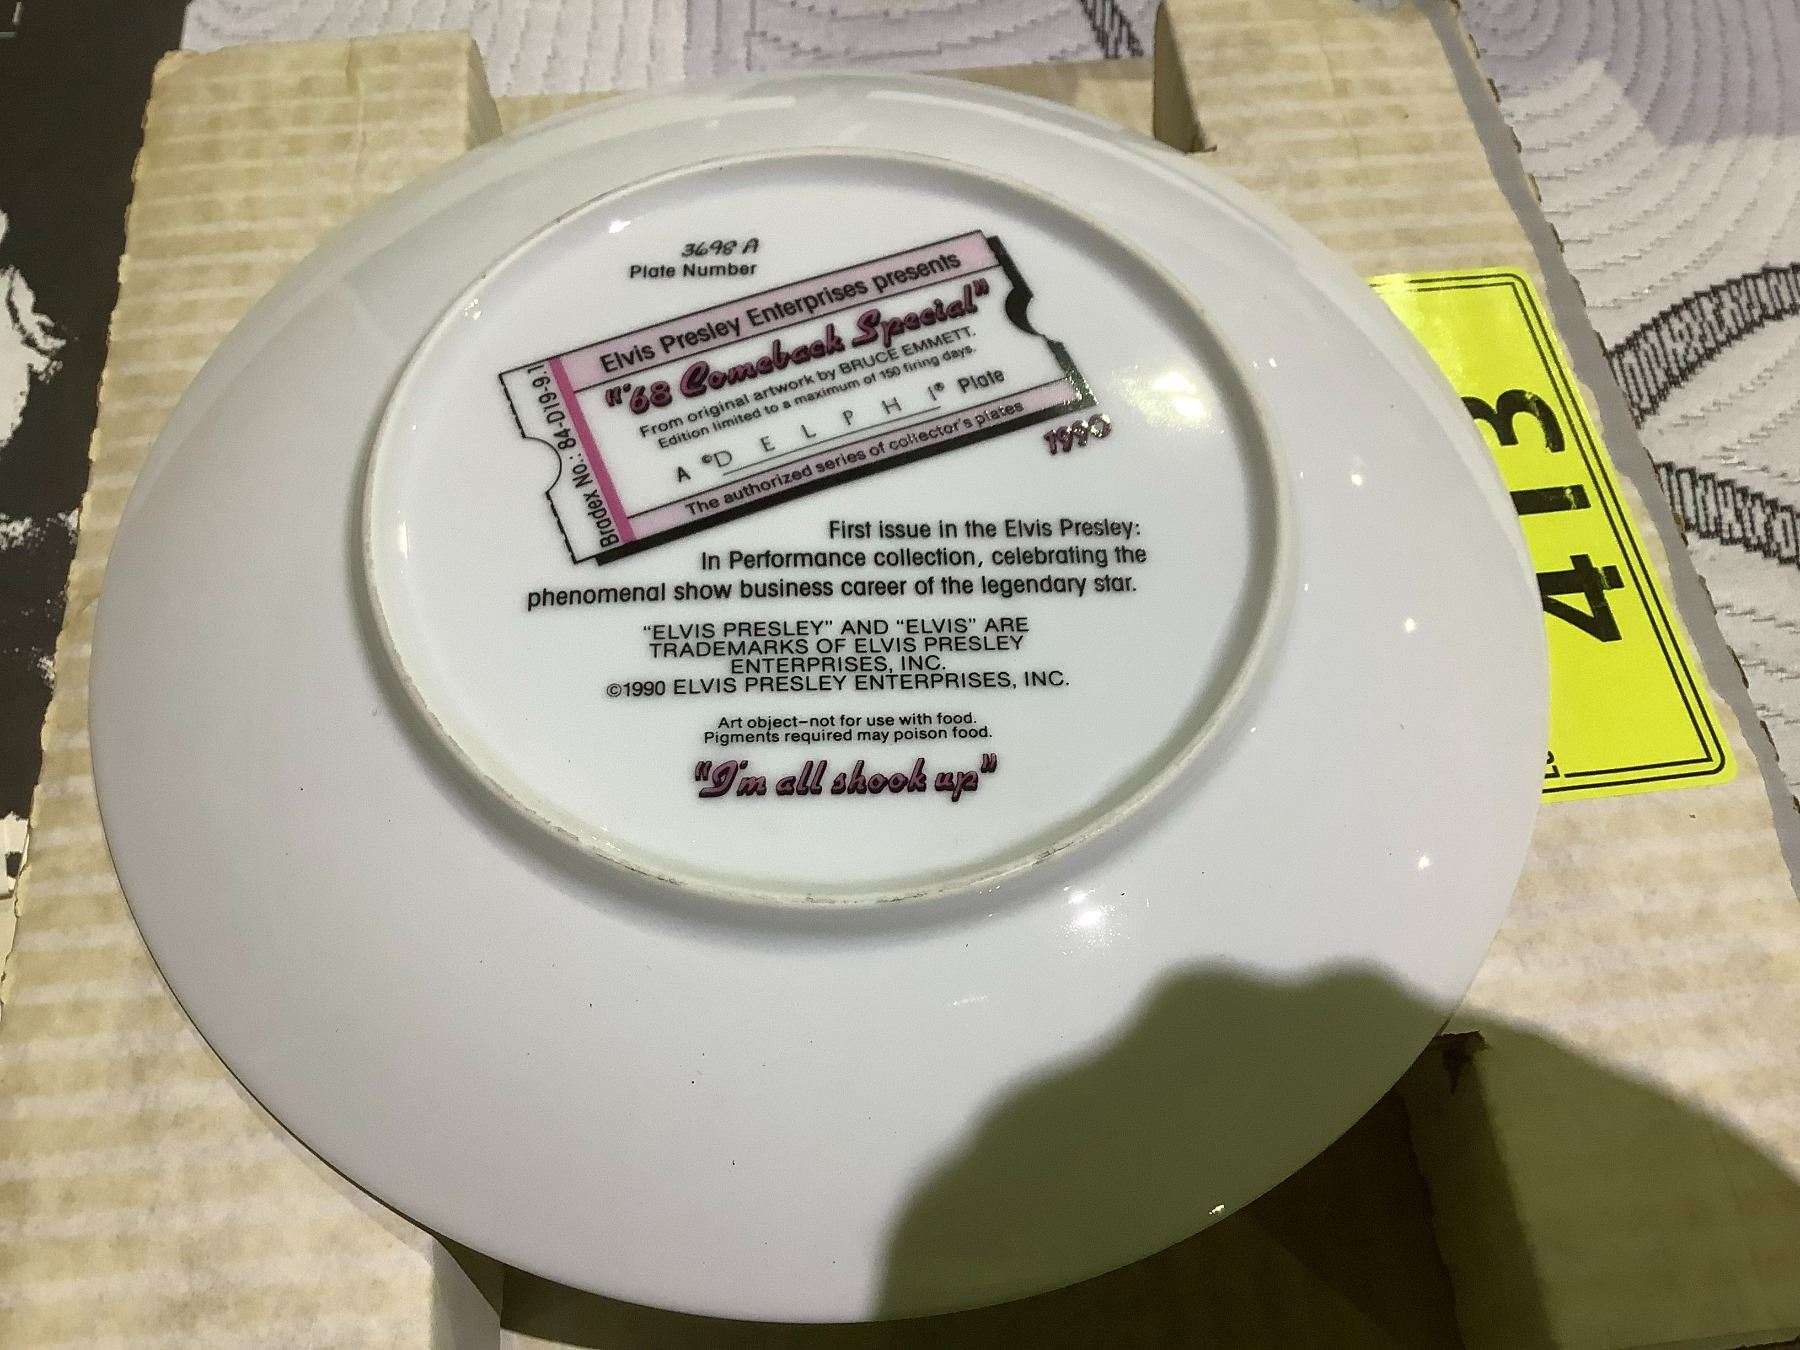 3698 A
Plate Number
Elvis Presley Enterprises presents
"'68 Comeback Special"
From original artwork by BRUCE EMMETT.
Edition limited to a maximum of 150 firing days.
A ©DELPHI® Plate
The authorized series of collector's plates
Bradex No.: 84-D19-9.1
1990
First issue in the Elvis Presley:
In Performance collection, celebrating the
phenomenal show business career of the legendary star.
"ELVIS PRESLEY" AND "ELVIS" ARE
TRADEMARKS OF ELVIS PRESLEY
ENTERPRISES, INC.
©1990 ELVIS PRESLEY ENTERPRISES, INC.
Art object–not for use with food.
Pigments required may poison food.
"I'm all shook up"
413